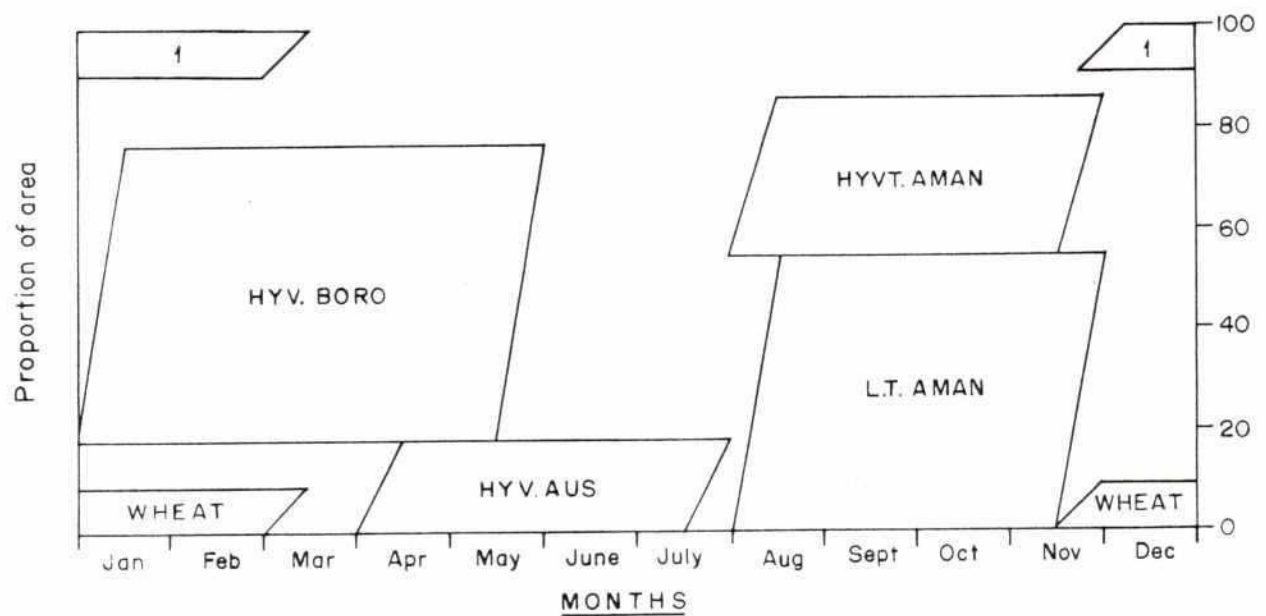 1
1
100
80
60
40
20
0
Proportion of area
HYVT. AMAN
HYV. BORO
L.T. AMAN
HYV. AUS
WHEAT
WHEAT
Jan Feb Mar Apr May June July Aug Sept Oct Nov Dec
MONTHS